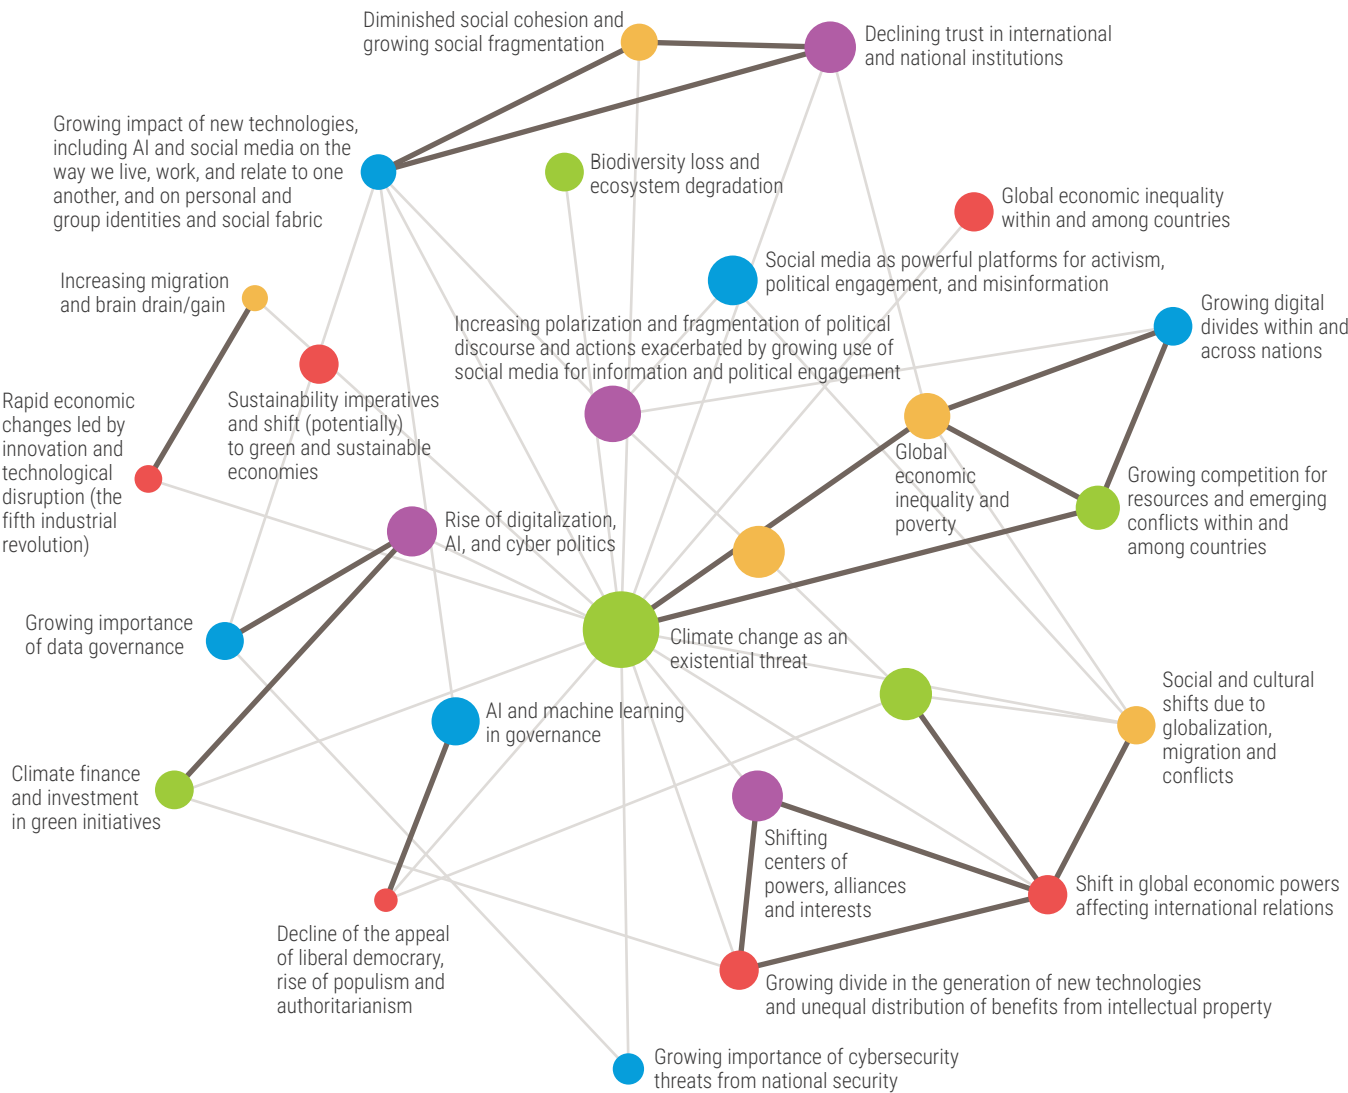 Diminished social cohesion and
growing social fragmentation
Declining trust in international
and national institutions
Growing impact of new technologies,
including AI and social media on the
way we live, work, and relate to one
another, and on personal and
group identities and social fabric
Biodiversity loss and
ecosystem degradation
Global economic inequality
within and among countries
Social media as powerful platforms for activism,
political engagement, and misinformation
Increasing migration
and brain drain/gain
Growing digital
divides within and
across nations
Increasing polarization and fragmentation of political
discourse and actions exacerbated by growing use of
social media for information and political engagement
Rapid economic
changes led by
innovation and
technological
disruption (the
fifth industrial
revolution)
Sustainability imperatives
and shift (potentially)
to green and sustainable
economies
Global
economic
inequality and
poverty
Growing competition for
resources and emerging
conflicts within and
among countries
Rise of digitalization,
AI, and cyber politics
Growing importance
of data governance
Climate change as an
existential threat
Social and cultural
shifts due to
globalization,
migration and
conflicts
AI and machine learning
in governance
Climate finance
and investment
in green initiatives
Shifting
centers of
powers, alliances
and interests
Shift in global economic powers
affecting international relations
Decline of the appeal
of liberal democrary,
rise of populism and
authoritarianism
Growing divide in the generation of new technologies
and unequal distribution of benefits from intellectual property
Growing importance of cybersecurity
threats from national security